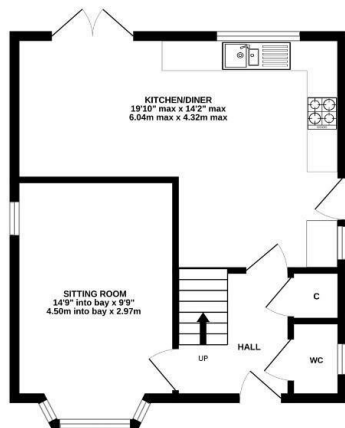 KITCHEN/DINER
19'10" max x 14'2" max
6.04m max x 4.32m max
SITTING ROOM
14'9" into bay x 9'9"
4.50m into bay x 2.97m
C
UP
HALL
WC